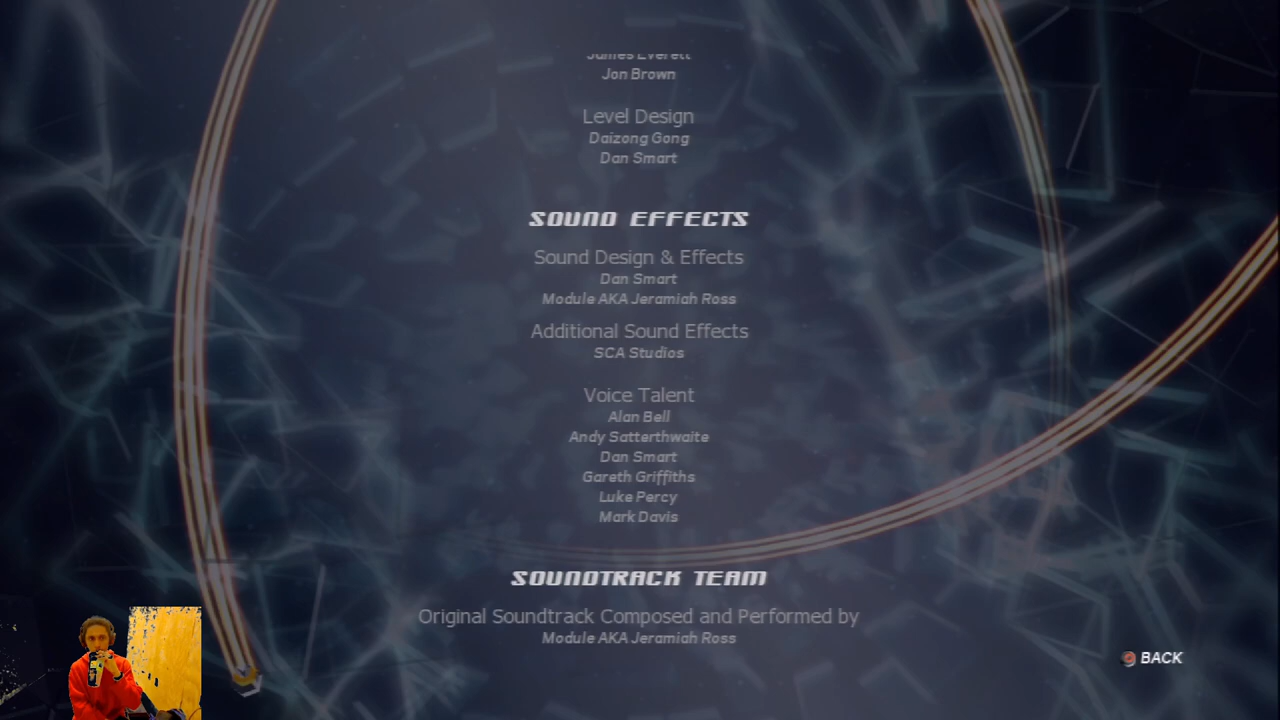 James Everett
Jon Brown
Level Design
Daizong Gong
Dan Smart
SOUND EFFECTS
Sound Design & Effects
Dan Smart
Module AKA Jeramiah Ross
Additional Sound Effects
SCA Studios
Voice Talent
Alan Bell
Andy Satterthwaite
Dan Smart
Gareth Griffiths
Luke Percy
Mark Davis
SOUNDTRACK TEAM
Original Soundtrack Composed and Performed by
Module AKA Jeramiah Ross
BACK